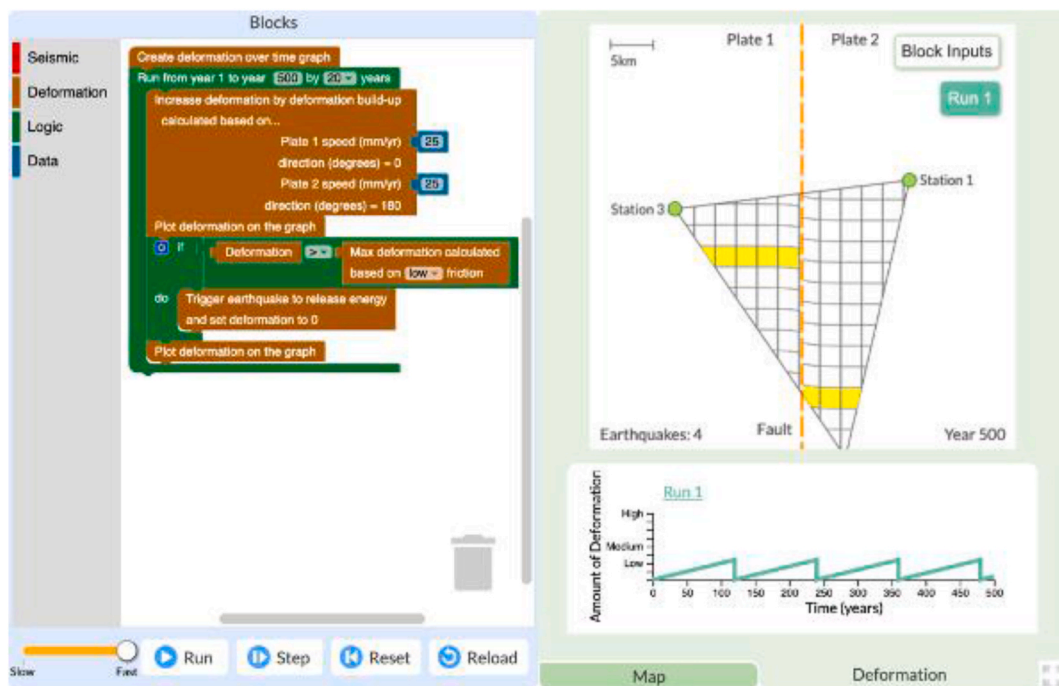 Blocks
Seismic
Deformation
Logic
Data
Create deformation over time graph
Run from year 1 to year 500 by 20 years
Increase deformation by deformation build-up
calculated based on...
Plate 1 speed (mm/yr) 25
direction (degrees) = 0
Plate 2 speed (mm/yr) 25
direction (degrees) = 180
Plot deformation on the graph
if Deformation > Max deformation calculated
based on low friction
do Trigger earthquake to release energy
and set deformation to 0
Plot deformation on the graph
Slow
Fast
Run
Step
Reset
Reload
5km
Plate 1
Plate 2
Block Inputs
Run 1
Station 3
Station 1
Earthquakes: 4
Fault
Year 500
Run 1
Amount of Deformation
High
Medium
Low
0 50 100 150 200 250 300 350 400 450 500
Time (years)
Map
Deformation